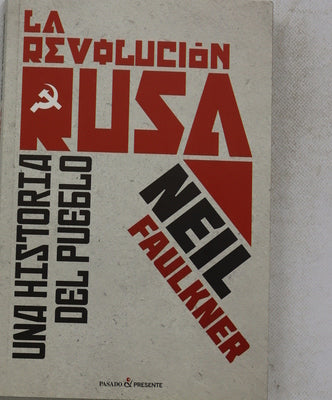 LA
REVOLUCIÓN
RUSA
UNA HISTORIA
DEL PUEBLO
NEIL
FAULKNER
PASADO & PRESENTE